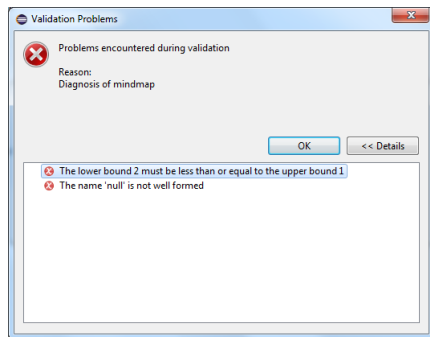 Validation Problems
Problems encountered during validation
Reason:
Diagnosis of mindmap
OK
<< Details
The lower bound 2 must be less than or equal to the upper bound 1
The name 'null' is not well formed